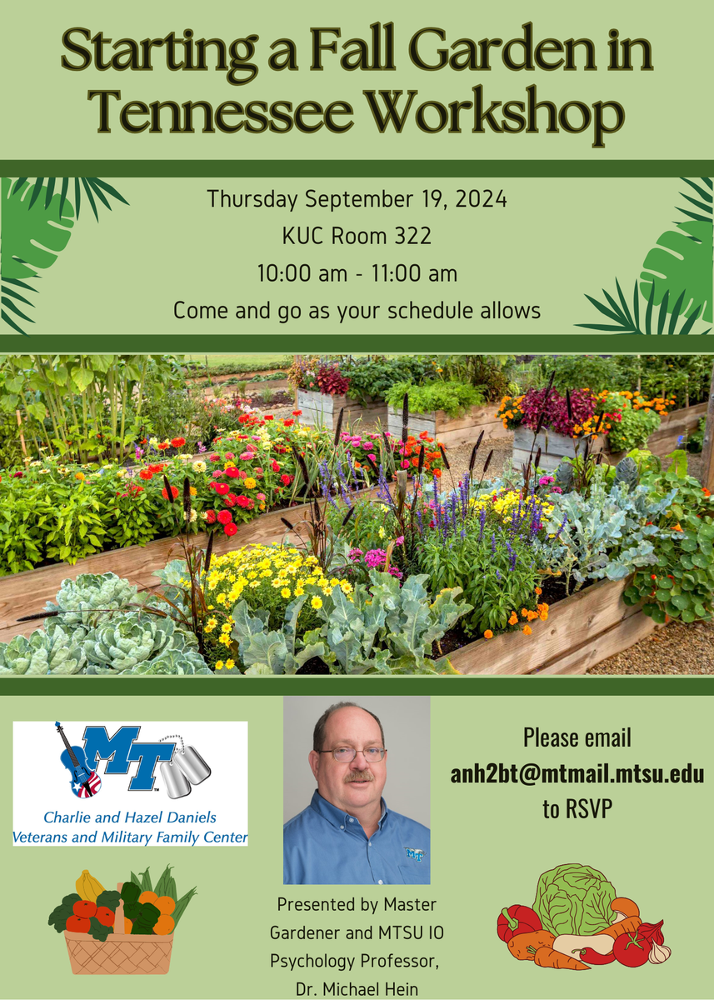 Starting a Fall Garden in
Tennessee Workshop
Thursday September 19, 2024
KUC Room 322
10:00 am - 11:00 am
Come and go as your schedule allows
MT
TM
Charlie and Hazel Daniels
Veterans and Military Family Center
MT
Presented by Master
Gardener and MTSU IO
Psychology Professor,
Dr. Michael Hein
Please email
anh2bt@mtmail.mtsu.edu
to RSVP